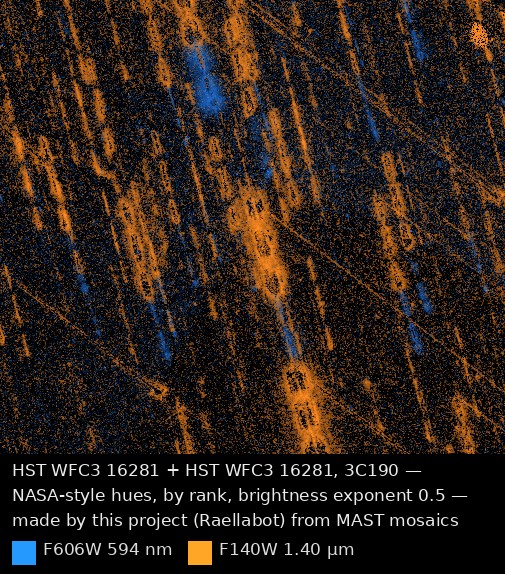 HST WFC3 16281 + HST WFC3 16281, 3C190 —
NASA-style hues, by rank, brightness exponent 0.5 —
made by this project (Raellabot) from MAST mosaics
F606W 594 nm F140W 1.40 µm